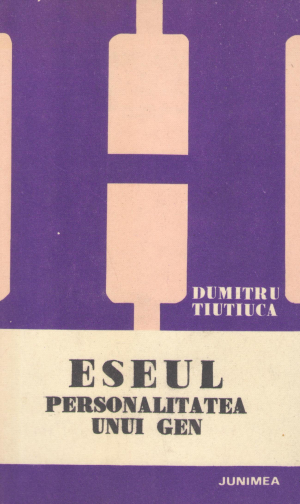 DUMITRU
TIUTIUCA
ESEUL
PERSONALITATEA
UNUI GEN
JUNIMEA